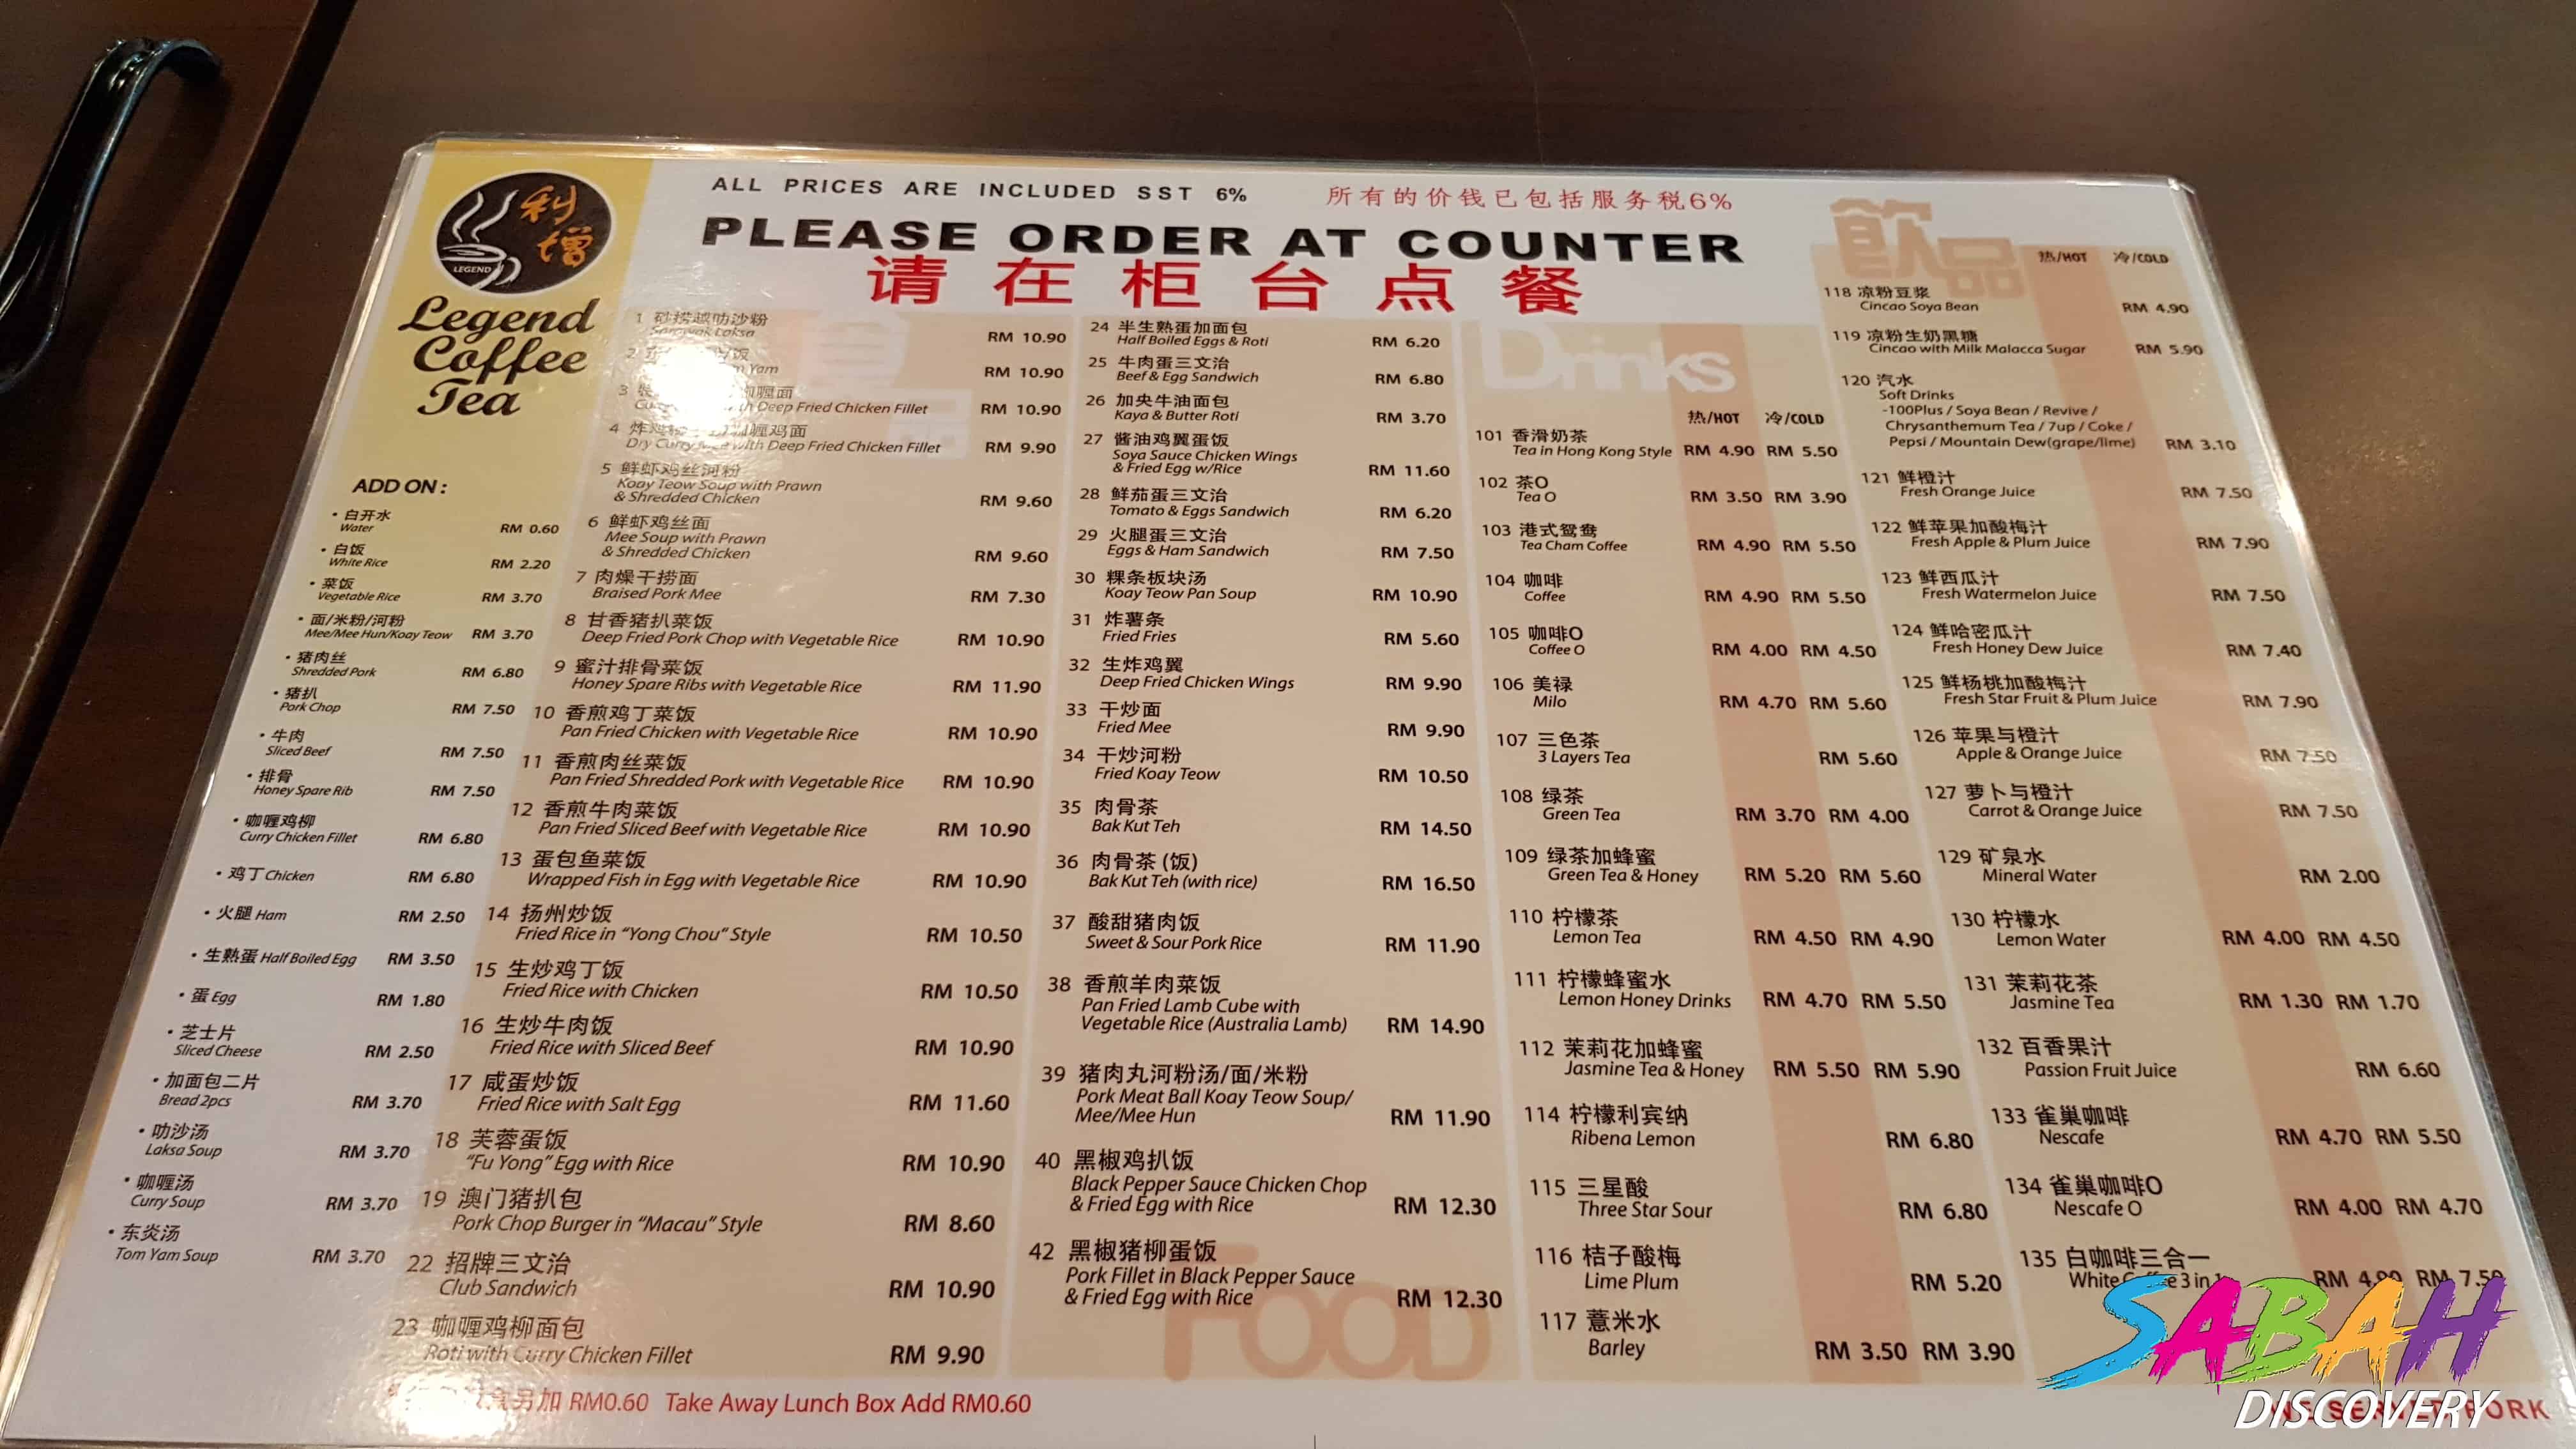 利增
LEGEND
Legend
Coffee
Tea
ALL PRICES ARE INCLUDED SST 6% 所有的价钱已包括服务税6%
PLEASE ORDER AT COUNTER
请在柜台点餐
ADD ON :
• 白开水
Water RM 0.60
• 白饭
White Rice RM 2.20
• 菜饭
Vegetable Rice RM 3.70
• 面/米粉/河粉
Mee/Mee Hun/Koay Teow RM 3.70
• 猪肉丝
Shredded Pork RM 6.80
• 猪扒
Pork Chop RM 7.50
• 牛肉
Sliced Beef RM 7.50
• 排骨
Honey Spare Rib RM 7.50
• 咖喱鸡柳
Curry Chicken Fillet RM 6.80
• 鸡丁 Chicken RM 6.80
• 火腿 Ham RM 2.50
• 生熟蛋 Half Boiled Egg RM 3.50
• 蛋 Egg RM 1.80
• 芝士片
Sliced Cheese RM 2.50
• 加面包二片
Bread 2pcs RM 3.70
• 叻沙汤
Laksa Soup RM 3.70
• 咖喱汤
Curry Soup RM 3.70
• 东炎汤
Tom Yam Soup RM 3.70
食
1 砂捞越叻沙粉
Sarawak Laksa RM 10.90
2 饭
Yam RM 10.90
3 咖喱面
Deep Fried Chicken Fillet RM 10.90
4 咖喱鸡面
Dry Curry Mee with Deep Fried Chicken Fillet RM 9.90
5 鲜虾鸡丝河粉
Koay Teow Soup with Prawn
& Shredded Chicken RM 9.60
6 鲜虾鸡丝面
Mee Soup with Prawn
& Shredded Chicken RM 9.60
7 肉燥干捞面
Braised Pork Mee RM 7.30
8 甘香猪扒菜饭
Deep Fried Pork Chop with Vegetable Rice RM 10.90
9 蜜汁排骨菜饭
Honey Spare Ribs with Vegetable Rice RM 11.90
10 香煎鸡丁菜饭
Pan Fried Chicken with Vegetable Rice RM 10.90
11 香煎肉丝菜饭
Pan Fried Shredded Pork with Vegetable Rice RM 10.90
12 香煎牛肉菜饭
Pan Fried Sliced Beef with Vegetable Rice RM 10.90
13 蛋包鱼菜饭
Wrapped Fish in Egg with Vegetable Rice RM 10.90
14 扬州炒饭
Fried Rice in "Yong Chou" Style RM 10.50
15 生炒鸡丁饭
Fried Rice with Chicken RM 10.50
16 生炒牛肉饭
Fried Rice with Sliced Beef RM 10.90
17 咸蛋炒饭
Fried Rice with Salt Egg RM 11.60
18 芙蓉蛋饭
"Fu Yong" Egg with Rice RM 10.90
19 澳门猪扒包
Pork Chop Burger in "Macau" Style RM 8.60
22 招牌三文治
Club Sandwich RM 10.90
23 咖喱鸡柳面包
Roti with Curry Chicken Fillet RM 9.90
另加 RM0.60 Take Away Lunch Box Add RM0.60
24 半生熟蛋加面包
Half Boiled Eggs & Roti RM 6.20
25 牛肉蛋三文治
Beef & Egg Sandwich RM 6.80
26 加央牛油面包
Kaya & Butter Roti RM 3.70
27 酱油鸡翼蛋饭
Soya Sauce Chicken Wings
& Fried Egg w/Rice RM 11.60
28 鲜茄蛋三文治
Tomato & Eggs Sandwich RM 6.20
29 火腿蛋三文治
Eggs & Ham Sandwich RM 7.50
30 粿条板块汤
Koay Teow Pan Soup RM 10.90
31 炸薯条
Fried Fries RM 5.60
32 生炸鸡翼
Deep Fried Chicken Wings RM 9.90
33 干炒面
Fried Mee RM 9.90
34 干炒河粉
Fried Koay Teow RM 10.50
35 肉骨茶
Bak Kut Teh RM 14.50
36 肉骨茶 (饭)
Bak Kut Teh (with rice) RM 16.50
37 酸甜猪肉饭
Sweet & Sour Pork Rice RM 11.90
38 香煎羊肉菜饭
Pan Fried Lamb Cube with
Vegetable Rice (Australia Lamb) RM 14.90
39 猪肉丸河粉汤/面/米粉
Pork Meat Ball Koay Teow Soup/
Mee/Mee Hun RM 11.90
40 黑椒鸡扒饭
Black Pepper Sauce Chicken Chop
& Fried Egg with Rice RM 12.30
42 黑椒猪柳蛋饭
Pork Fillet in Black Pepper Sauce
& Fried Egg with Rice RM 12.30
FOOD
Drinks
热/HOT 冷/COLD
101 香滑奶茶
Tea in Hong Kong Style RM 4.90 RM 5.50
102 茶O
Tea O RM 3.50 RM 3.90
103 港式鸳鸯
Tea Cham Coffee RM 4.90 RM 5.50
104 咖啡
Coffee RM 4.90 RM 5.50
105 咖啡O
Coffee O RM 4.00 RM 4.50
106 美禄
Milo RM 4.70 RM 5.60
107 三色茶
3 Layers Tea RM 5.60
108 绿茶
Green Tea RM 3.70 RM 4.00
109 绿茶加蜂蜜
Green Tea & Honey RM 5.20 RM 5.60
110 柠檬茶
Lemon Tea RM 4.50 RM 4.90
111 柠檬蜂蜜水
Lemon Honey Drinks RM 4.70 RM 5.50
112 茉莉花加蜂蜜
Jasmine Tea & Honey RM 5.50 RM 5.90
114 柠檬利宾纳
Ribena Lemon RM 6.80
115 三星酸
Three Star Sour RM 6.80
116 桔子酸梅
Lime Plum RM 5.20
117 薏米水
Barley RM 3.50 RM 3.90
飲品
热/HOT 冷/COLD
118 凉粉豆浆
Cincao Soya Bean RM 4.90
119 凉粉生奶黑糖
Cincao with Milk Malacca Sugar RM 5.90
120 汽水
Soft Drinks
-100Plus / Soya Bean / Revive /
Chrysanthemum Tea / 7up / Coke /
Pepsi / Mountain Dew(grape/lime) RM 3.10
121 鲜橙汁
Fresh Orange Juice RM 7.50
122 鲜苹果加酸梅汁
Fresh Apple & Plum Juice RM 7.90
123 鲜西瓜汁
Fresh Watermelon Juice RM 7.50
124 鲜哈密瓜汁
Fresh Honey Dew Juice RM 7.40
125 鲜杨桃加酸梅汁
Fresh Star Fruit & Plum Juice RM 7.90
126 苹果与橙汁
Apple & Orange Juice RM 7.50
127 萝卜与橙汁
Carrot & Orange Juice RM 7.50
129 矿泉水
Mineral Water RM 2.00
130 柠檬水
Lemon Water RM 4.00 RM 4.50
131 茉莉花茶
Jasmine Tea RM 1.30 RM 1.70
132 百香果汁
Passion Fruit Juice RM 6.60
133 雀巢咖啡
Nescafe RM 4.70 RM 5.50
134 雀巢咖啡O
Nescafe O RM 4.00 RM 4.70
135 白咖啡三合一
White Coffee 3 in 1 RM 4.90 RM 7.50
SABAH
DISCOVERY
PORK